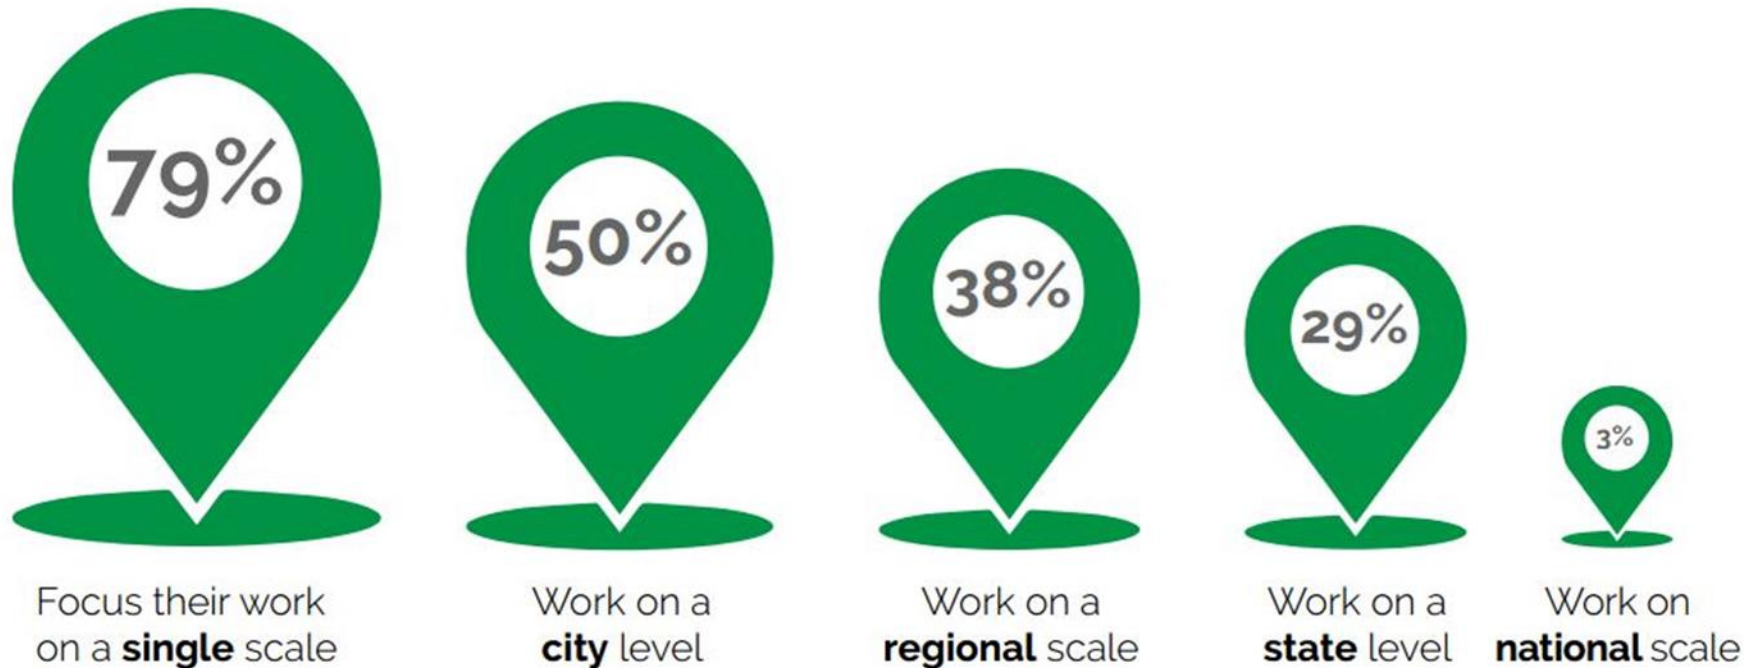 79%
50%
38%
29%
3%
Focus their work
on a single scale
Work on a
city level
Work on a
regional scale
Work on a
state level
Work on
national scale